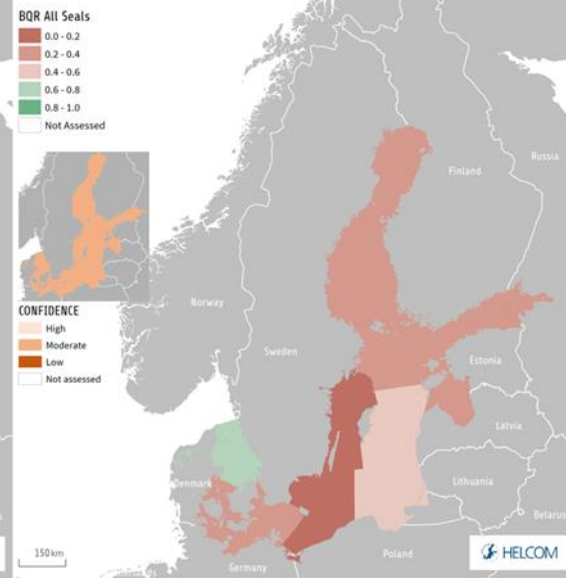 BQR All Seals
0.0 - 0.2
0.2 - 0.4
0.4 - 0.6
0.6 - 0.8
0.8 - 1.0
Not Assessed
Finland
Russia
Norway
Sweden
CONFIDENCE
High
Moderate
Low
Not assessed
Estonia
Latvia
Denmark
Lithuania
Belarus
150 km
Germany
Poland
HELCOM